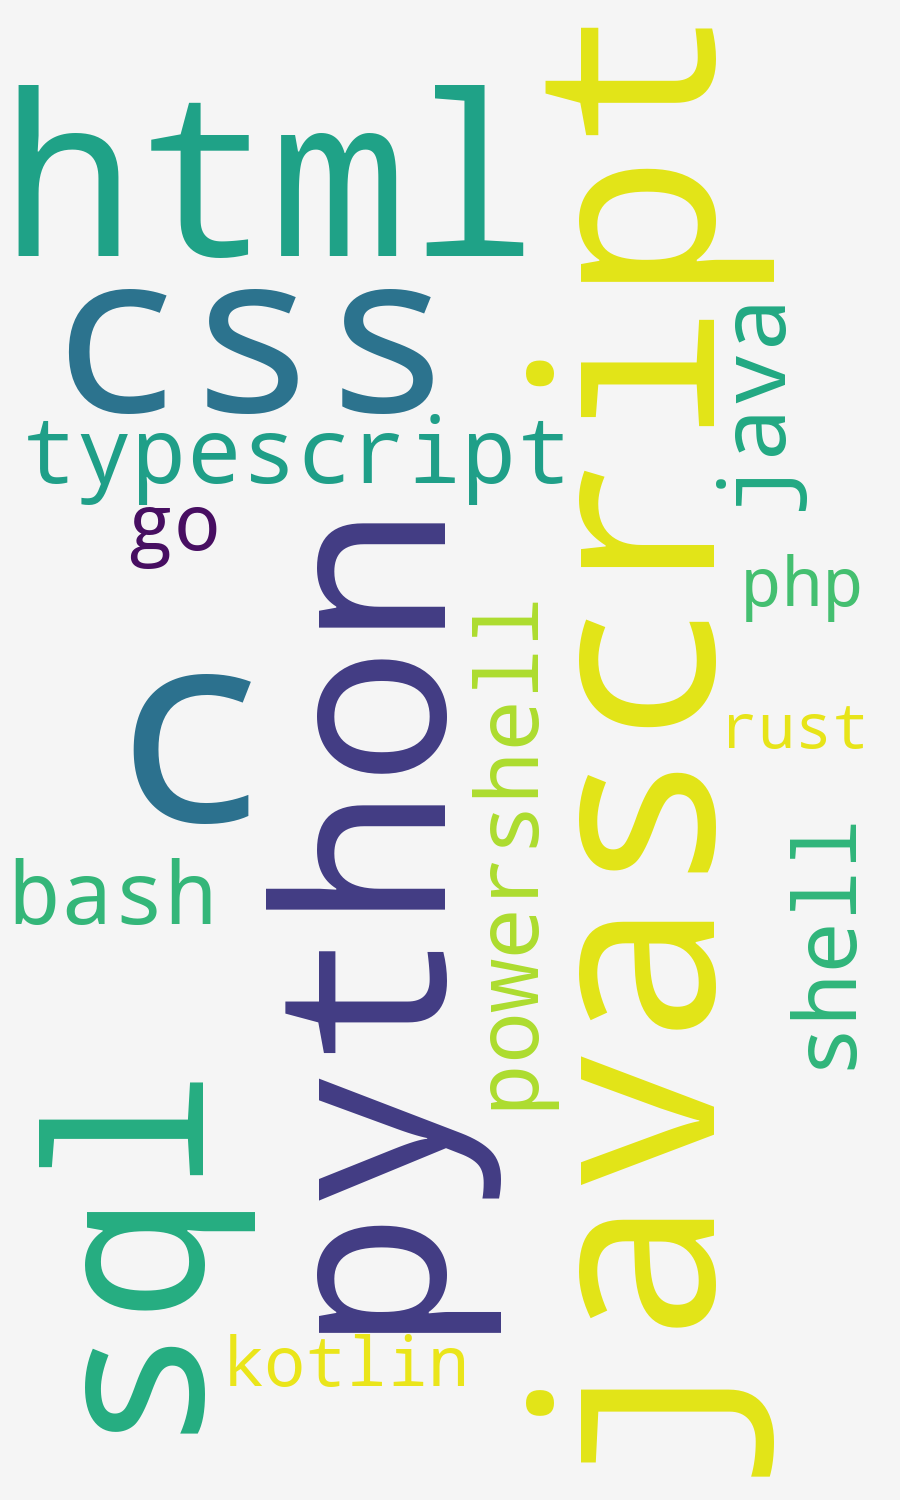 html
css
typescript
go
c
bash
sql
python
kotlin
powershell
javascript
java
php
rust
shell